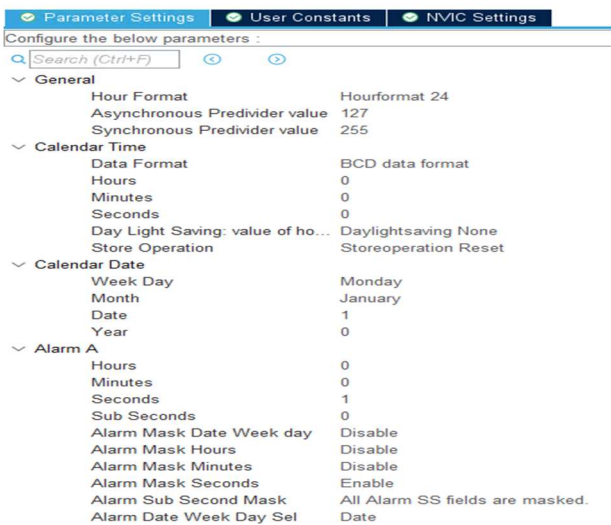 Parameter Settings User Constants NVIC Settings
Configure the below parameters :
Search (Ctrl+F)
General
Hour Format Hourformat 24
Asynchronous Predivider value 127
Synchronous Predivider value 255
Calendar Time
Data Format BCD data format
Hours 0
Minutes 0
Seconds 0
Day Light Saving: value of ho... Daylightsaving None
Store Operation Storeoperation Reset
Calendar Date
Week Day Monday
Month January
Date 1
Year 0
Alarm A
Hours 0
Minutes 0
Seconds 1
Sub Seconds 0
Alarm Mask Date Week day Disable
Alarm Mask Hours Disable
Alarm Mask Minutes Disable
Alarm Mask Seconds Enable
Alarm Sub Second Mask All Alarm SS fields are masked.
Alarm Date Week Day Sel Date